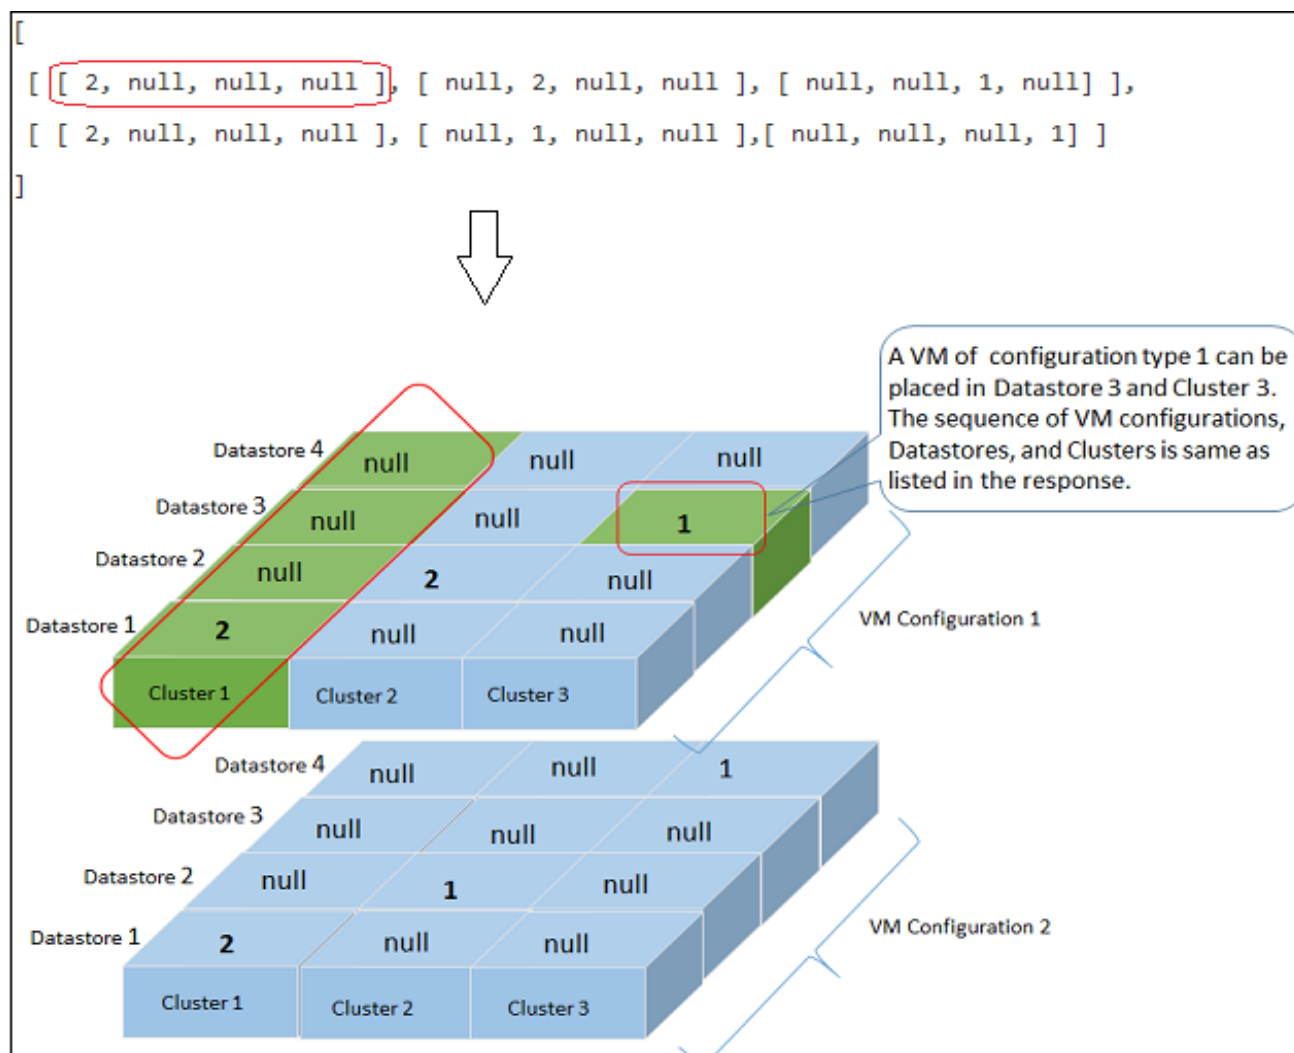 [
[ [ 2, null, null, null ], [ null, 2, null, null ], [ null, null, 1, null] ],
[ [ 2, null, null, null ], [ null, 1, null, null ],[ null, null, null, 1] ]
]
A VM of configuration type 1 can be
placed in Datastore 3 and Cluster 3.
The sequence of VM configurations,
Datastores, and Clusters is same as
listed in the response.
Datastore 4 null null null
Datastore 3 null null 1
Datastore 2 null 2 null
Datastore 1 2 null null
Cluster 1 Cluster 2 Cluster 3
VM Configuration 1
Datastore 4 null null 1
Datastore 3 null null null
Datastore 2 null 1 null
Datastore 1 2 null null
Cluster 1 Cluster 2 Cluster 3
VM Configuration 2